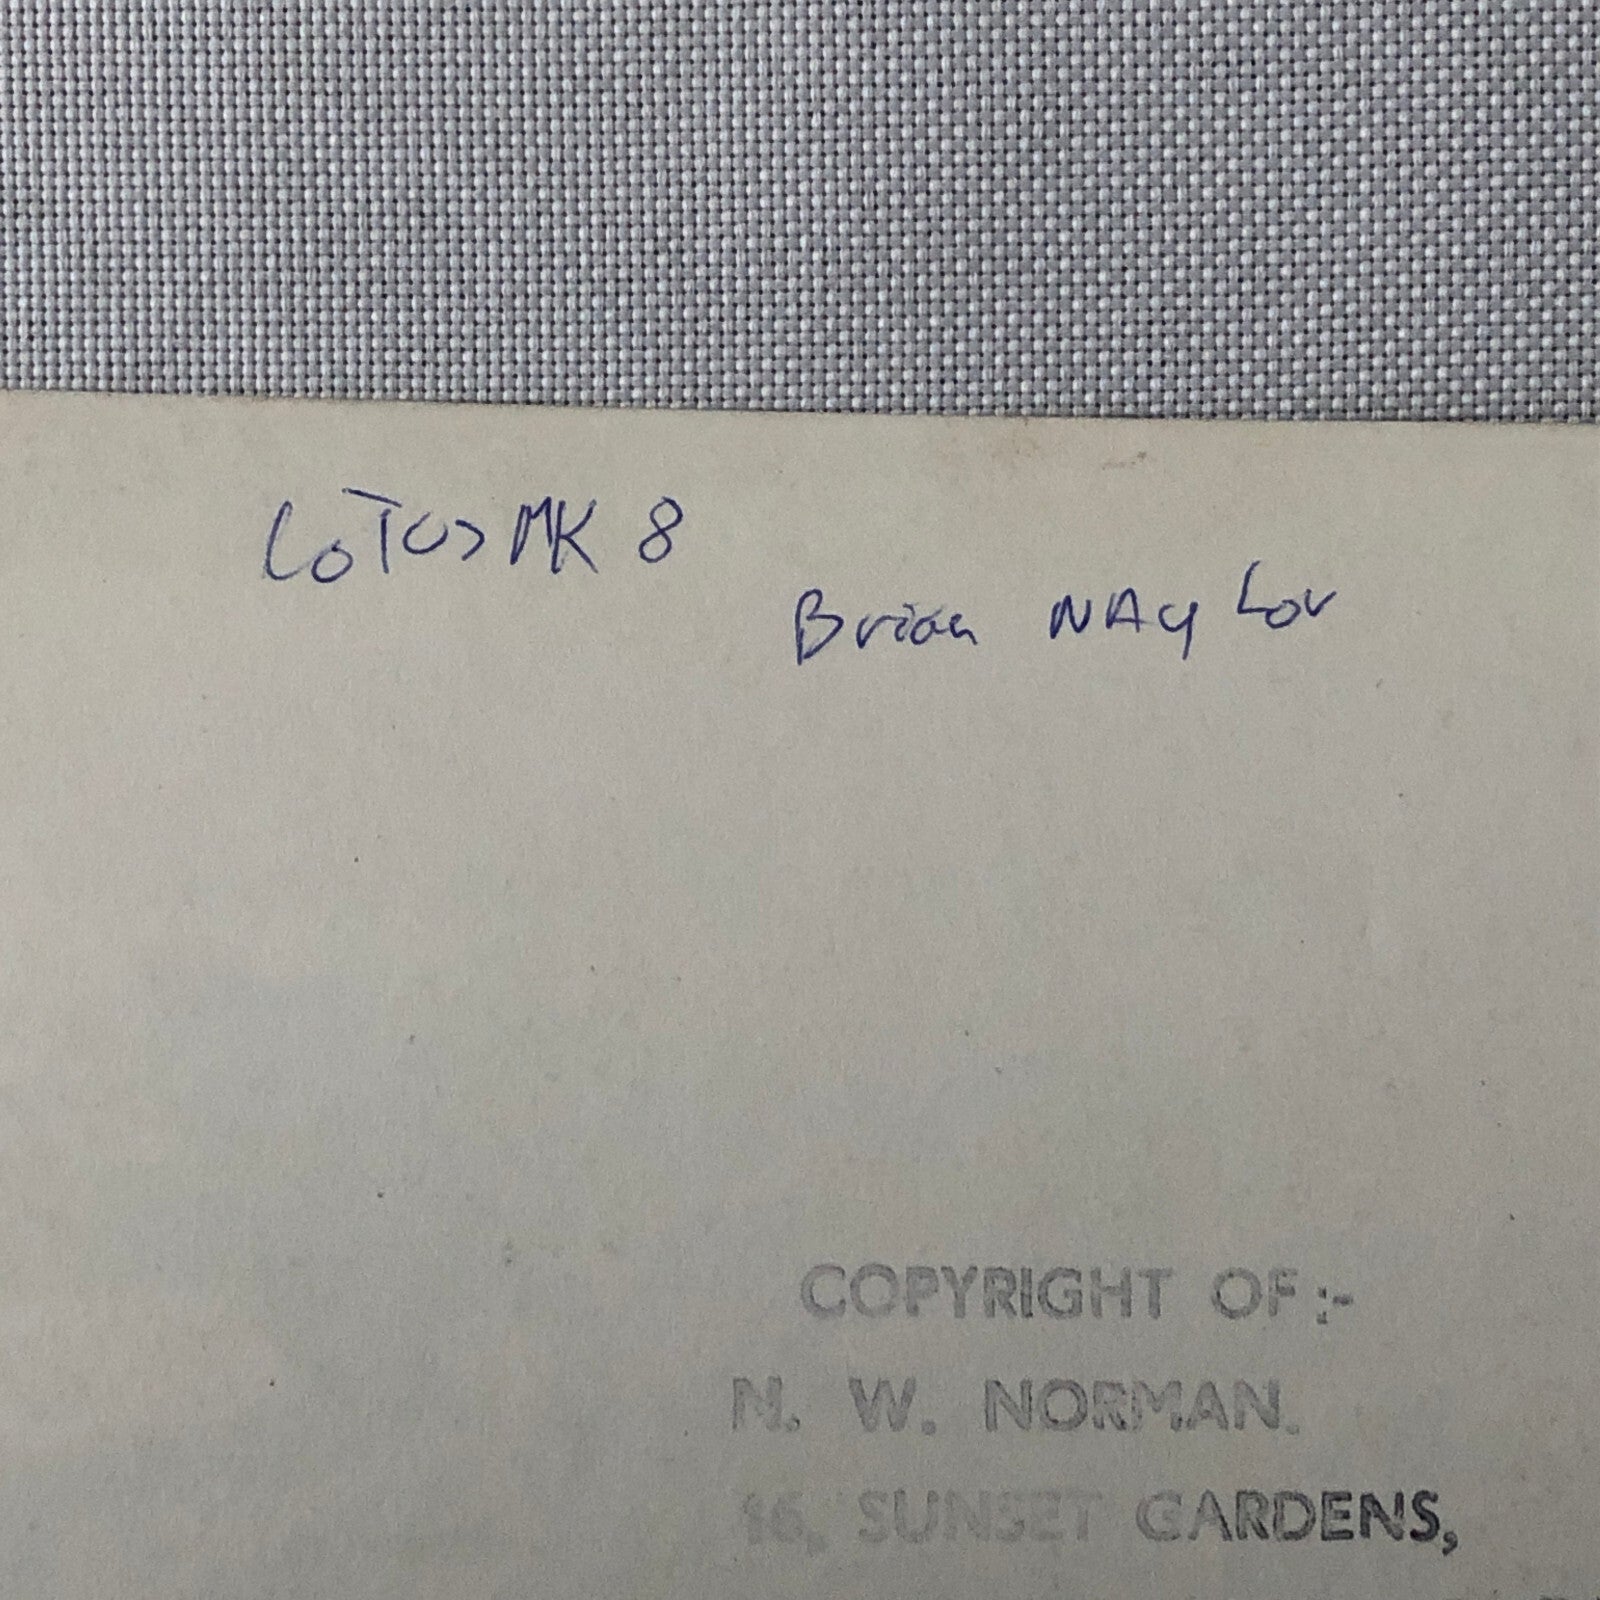 LoTus MK 8
Brian NAylor
COPYRIGHT OF :-
N. W. NORMAN.
16, SUNSET GARDENS,